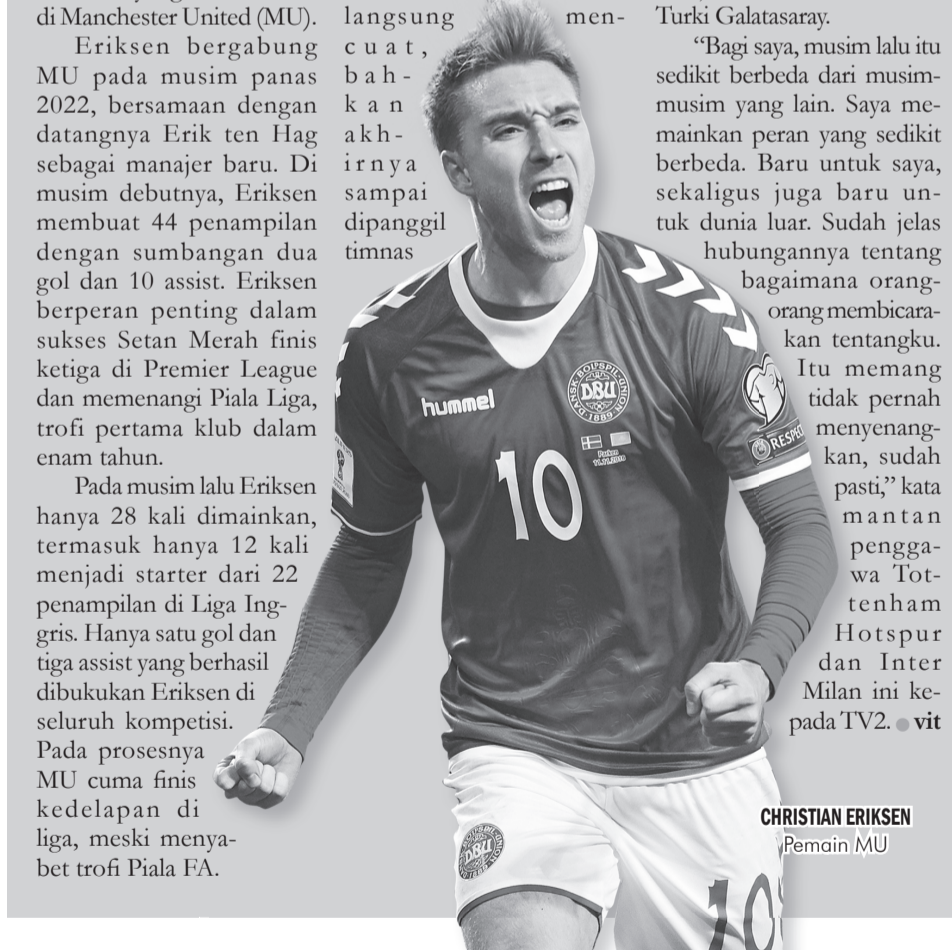 di Manchester United (MU).
Eriksen bergabung
MU pada musim panas
2022, bersamaan dengan
datangnya Erik ten Hag
sebagai manajer baru. Di
musim debutnya, Eriksen
membuat 44 penampilan
dengan sumbangan dua
gol dan 10 assist. Eriksen
berperan penting dalam
sukses Setan Merah finis
ketiga di Premier League
dan memenangi Piala Liga,
trofi pertama klub dalam
enam tahun.
Pada musim lalu Eriksen
hanya 28 kali dimainkan,
termasuk hanya 12 kali
menjadi starter dari 22
penampilan di Liga Ing-
gris. Hanya satu gol dan
tiga assist yang berhasil
dibukukan Eriksen di
seluruh kompetisi.
Pada prosesnya
MU cuma finis
kedelapan di
liga, meski menya-
bet trofi Piala FA.
langsung men-
cuat,
bah-
kan
akh-
irnya
sampai
dipanggil
timnas
Turki Galatasaray.
“Bagi saya, musim lalu itu
sedikit berbeda dari musim-
musim yang lain. Saya me-
mainkan peran yang sedikit
berbeda. Baru untuk saya,
sekaligus juga baru un-
tuk dunia luar. Sudah jelas
hubungannya tentang
bagaimana orang-
orang membicara-
kan tentangku.
Itu memang
tidak pernah
menyenang-
kan, sudah
pasti,” kata
mantan
pengga-
wa Tot-
tenham
Hotspur
dan Inter
Milan ini ke-
pada TV2. ● vit
hummel
DANSK BOLDSPIL-UNION
DBU
1889
10
RESPECT
DBU
10
CHRISTIAN ERIKSEN
Pemain MU